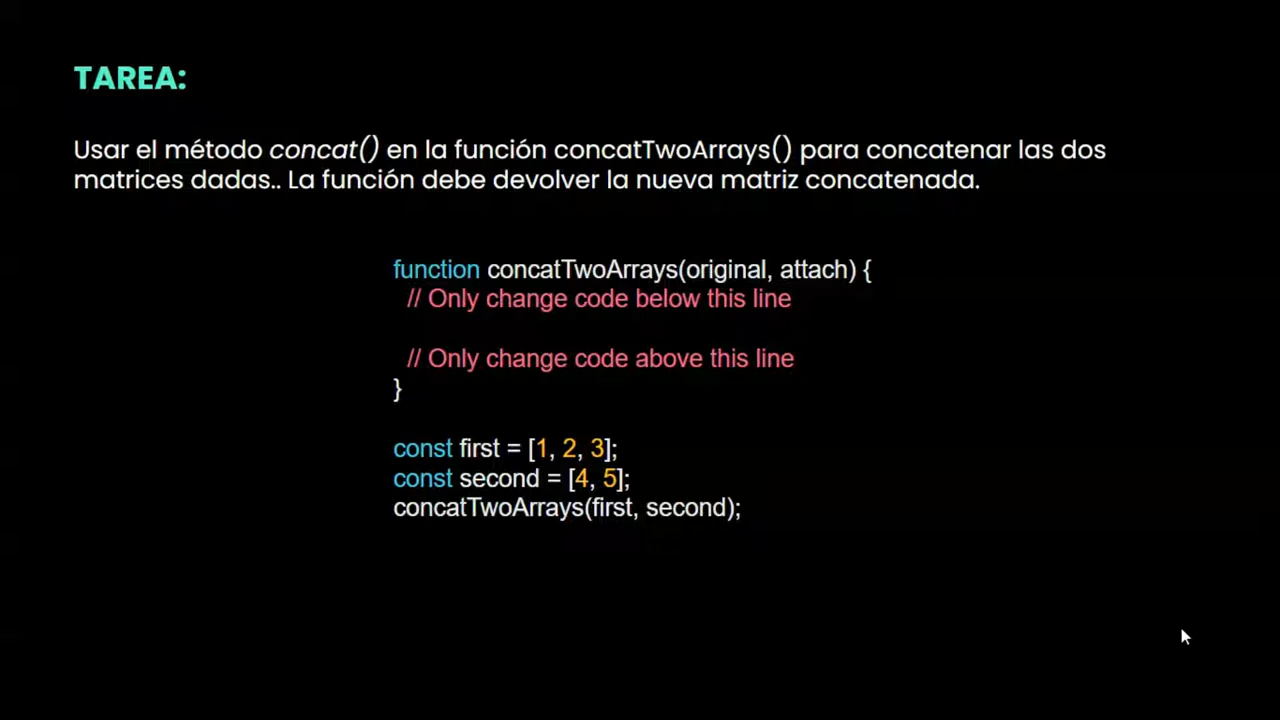 TAREA:
Usar el método concat() en la función concatTwoArrays() para concatenar las dos
matrices dadas.. La función debe devolver la nueva matriz concatenada.
function concatTwoArrays(original, attach) {
// Only change code below this line
// Only change code above this line
}
const first = [1, 2, 3];
const second = [4, 5];
concatTwoArrays(first, second);